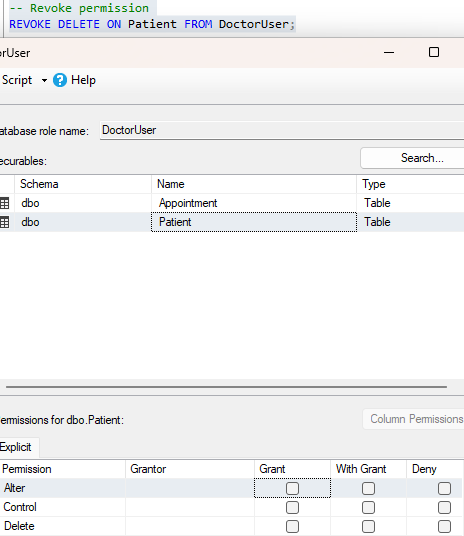 -- Revoke permission
REVOKE DELETE ON Patient FROM DoctorUser;
orUser
Script Help
atabase role name: DoctorUser
ecurables: Search...
Schema Name Type
dbo Appointment Table
dbo Patient Table
ermissions for dbo.Patient: Column Permissions
Explicit
Permission Grantor Grant With Grant Deny
Alter
Control
Delete